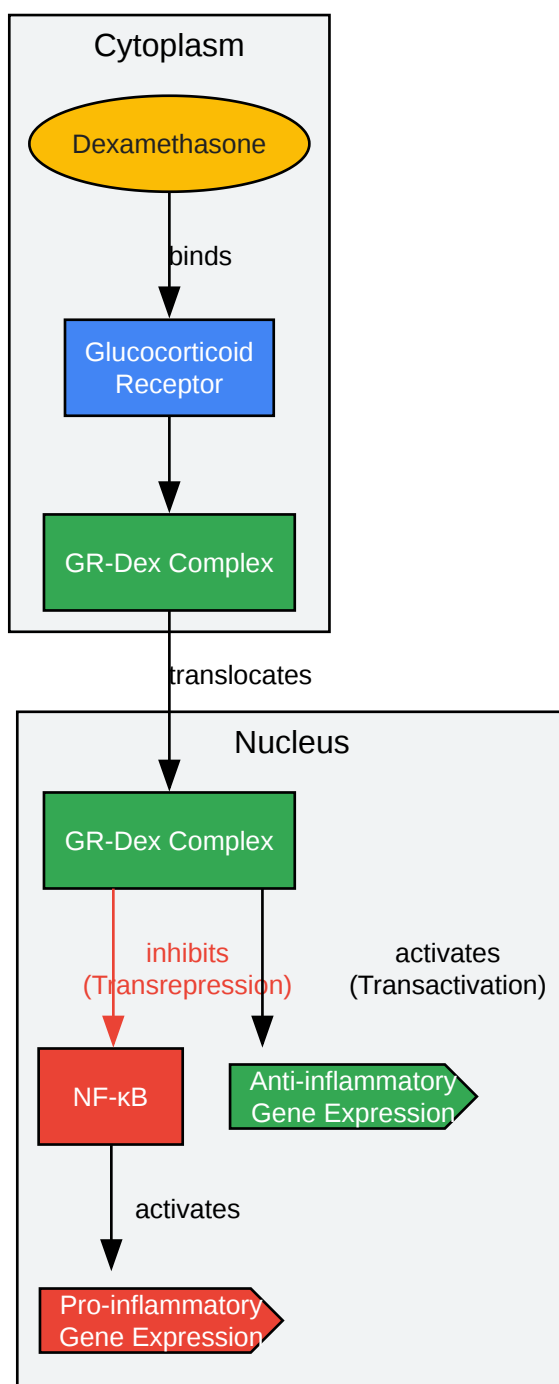 Cytoplasm
Dexamethasone
binds
Glucocorticoid
Receptor
GR-Dex Complex
translocates
Nucleus
GR-Dex Complex
inhibits
(Transrepression)
activates
(Transactivation)
NF-κB
Anti-inflammatory
Gene Expression
activates
Pro-inflammatory
Gene Expression